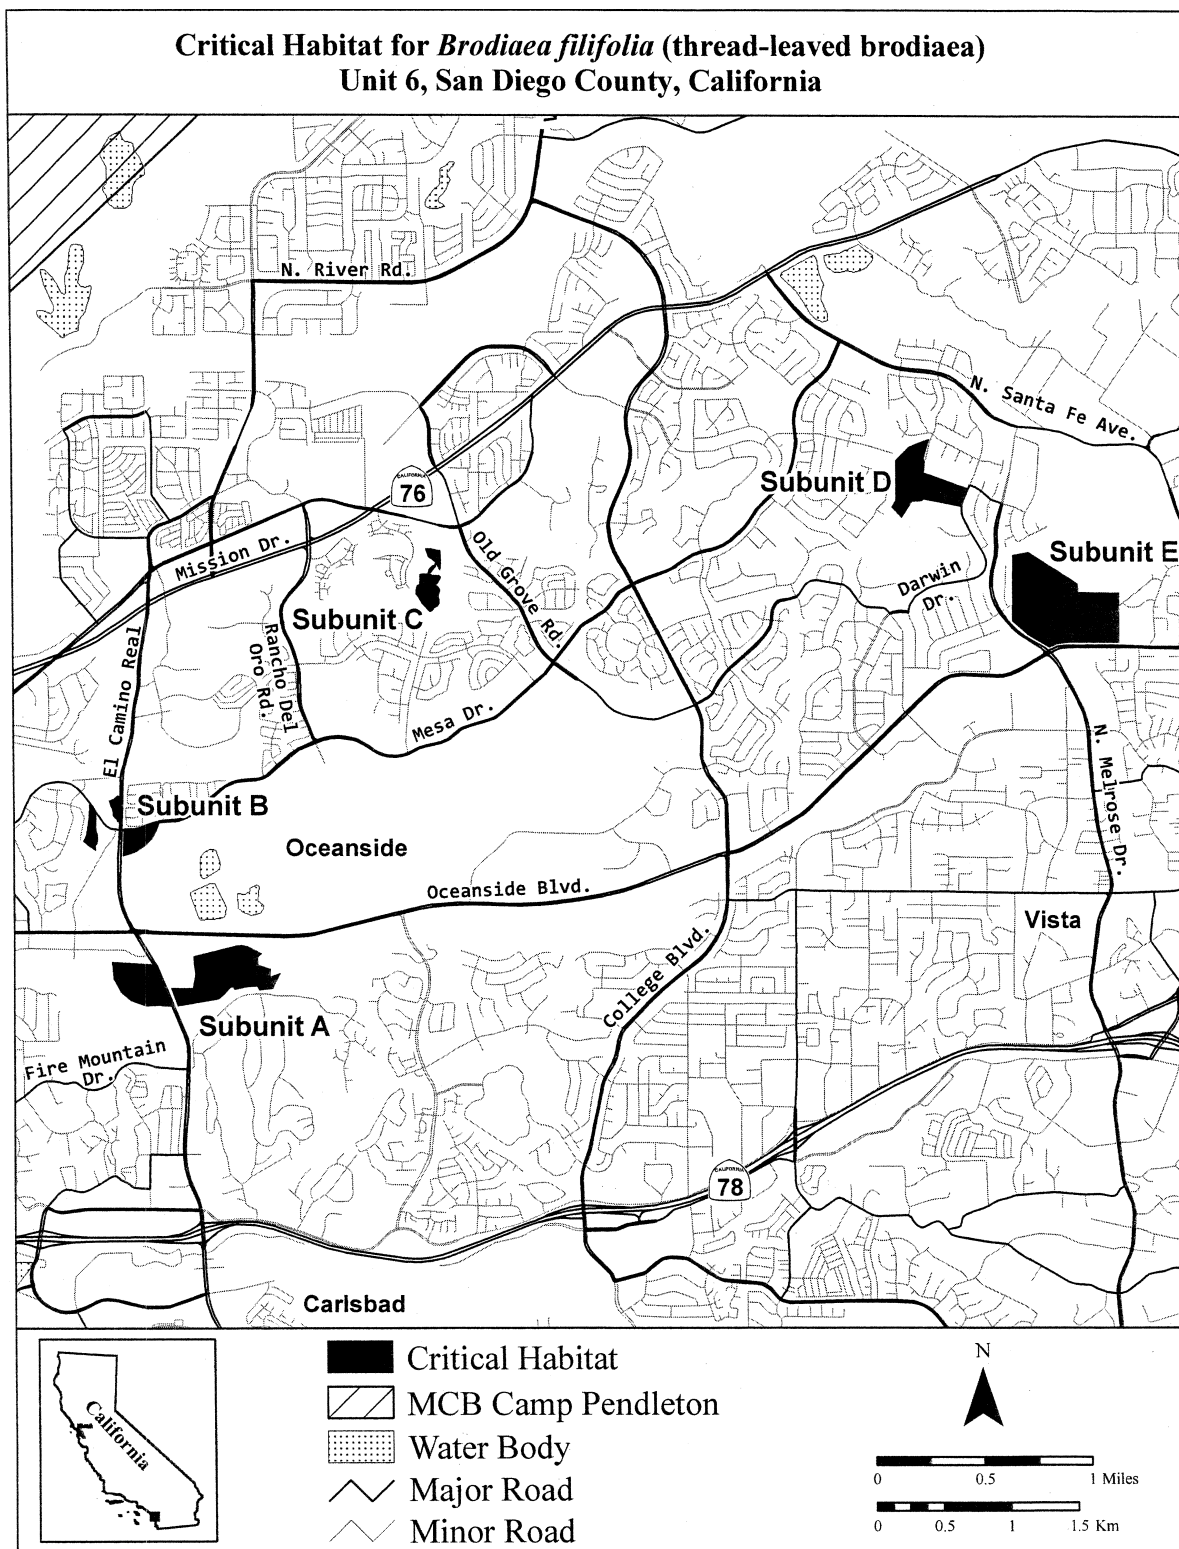 Critical Habitat for Brodiaea filifolia (thread-leaved brodiaea)
Unit 6, San Diego County, California
N. River Rd.
N. Santa Fe Ave.
CALIFORNIA
76
Subunit D
Mission Dr.
Old Grove Rd.
Subunit E
Darwin
Dr.
Subunit C
El Camino Real
Rancho Del
Oro Rd.
Mesa Dr.
N. Melrose Dr.
Subunit B
Oceanside
Oceanside Blvd.
Vista
College Blvd.
Subunit A
Fire Mountain
Dr.
CALIFORNIA
78
Carlsbad
California
Critical Habitat
MCB Camp Pendleton
Water Body
Major Road
Minor Road
N
0 0.5 1 Miles
0 0.5 1 1.5 Km